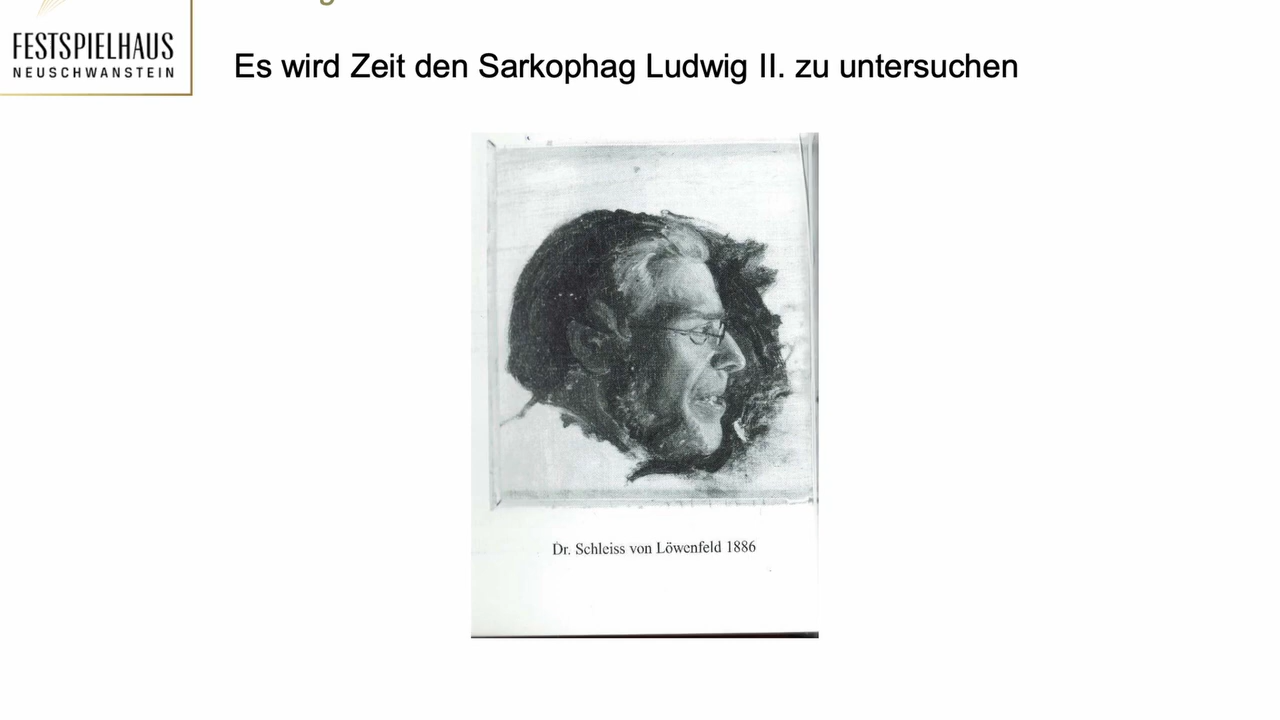 FESTSPIELHAUS
NEUSCHWANSTEIN
Es wird Zeit den Sarkophag Ludwig II. zu untersuchen
Dr. Schleiss von Löwenfeld 1886